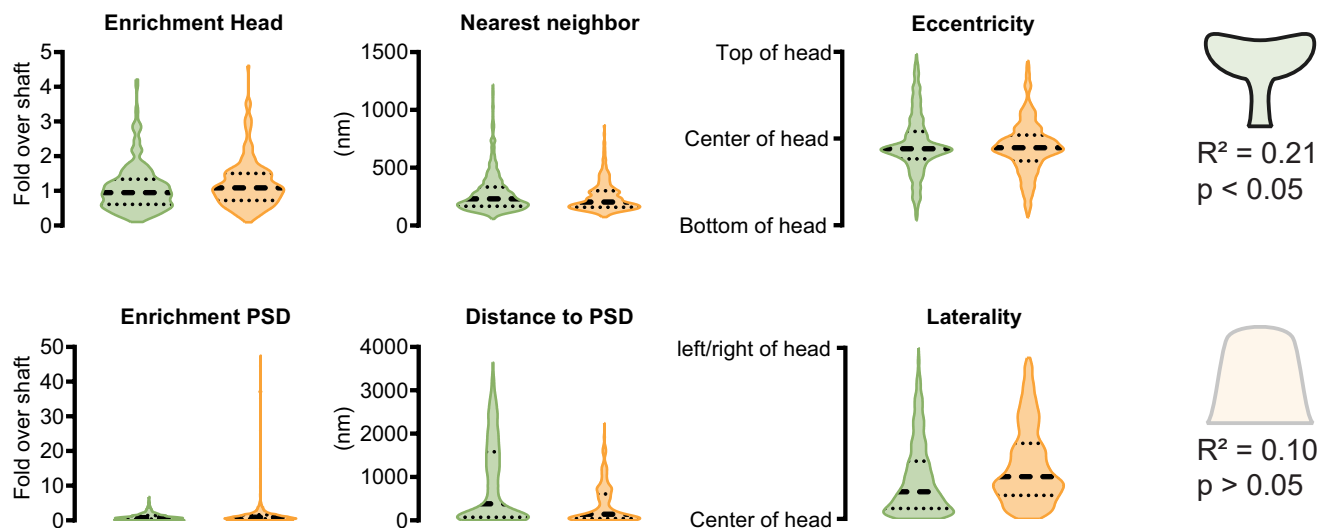 Enrichment Head
Fold over shaft
5
4
3
2
1
0
Nearest neighbor
(nm)
1500
1000
500
0
Eccentricity
Top of head
Center of head
Bottom of head
R² = 0.21
p < 0.05
Enrichment PSD
Fold over shaft
50
40
30
20
10
0
Distance to PSD
(nm)
4000
3000
2000
1000
0
Laterality
left/right of head
Center of head
R² = 0.10
p > 0.05